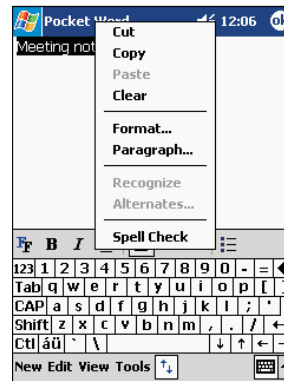 Pocket Word 12:06 ok
Meeting not
Cut
Copy
Paste
Clear
Format...
Paragraph...
Recognize
Alternates...
Spell Check
B I
123 1 2 3 4 5 6 7 8 9 0 - =
Tab q w e r t y u i o p [ ]
CAP a s d f g h j k l ; '
Shift z x c v b n m , . /
Ctl áü ` \
New Edit View Tools